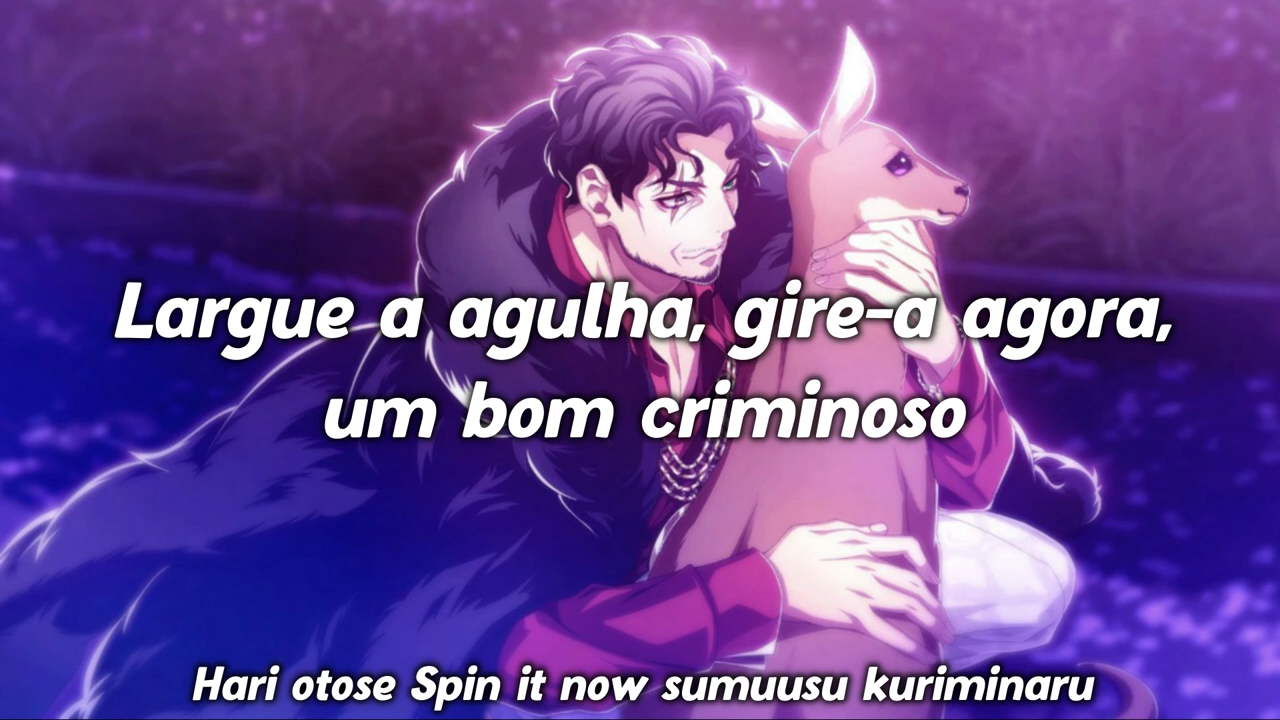 Largue a agulha, gire-a agora,
um bom criminoso
Hari otose Spin it now sumuusu kuriminaru